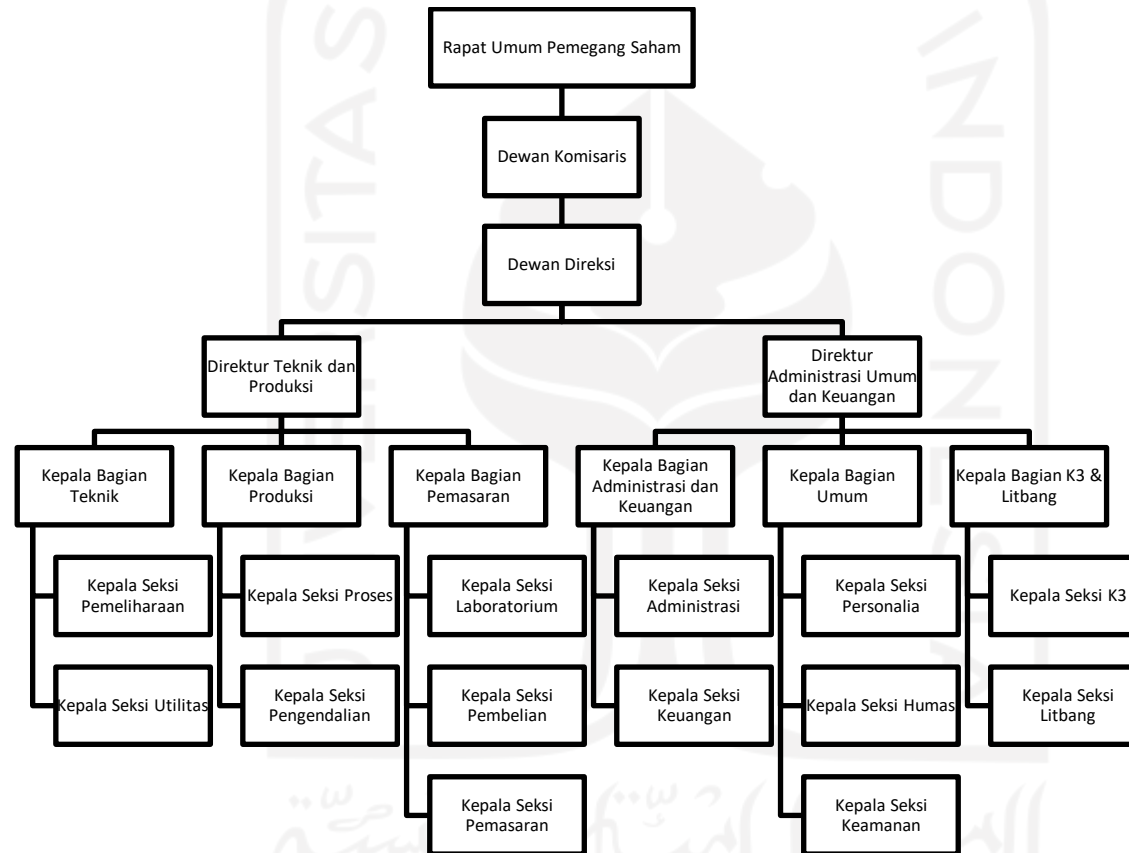 Rapat Umum Pemegang Saham
Dewan Komisaris
Dewan Direksi
Direktur Teknik dan
Produksi
Direktur
Administrasi Umum
dan Keuangan
Kepala Bagian
Teknik
Kepala Bagian
Produksi
Kepala Bagian
Pemasaran
Kepala Bagian
Administrasi dan
Keuangan
Kepala Bagian
Umum
Kepala Bagian K3 &
Litbang
Kepala Seksi
Pemeliharaan
Kepala Seksi Proses
Kepala Seksi
Laboratorium
Kepala Seksi
Administrasi
Kepala Seksi
Personalia
Kepala Seksi K3
Kepala Seksi Utilitas
Kepala Seksi
Pengendalian
Kepala Seksi
Pembelian
Kepala Seksi
Keuangan
Kepala Seksi Humas
Kepala Seksi
Litbang
Kepala Seksi
Pemasaran
Kepala Seksi
Keamanan
INDONESIA